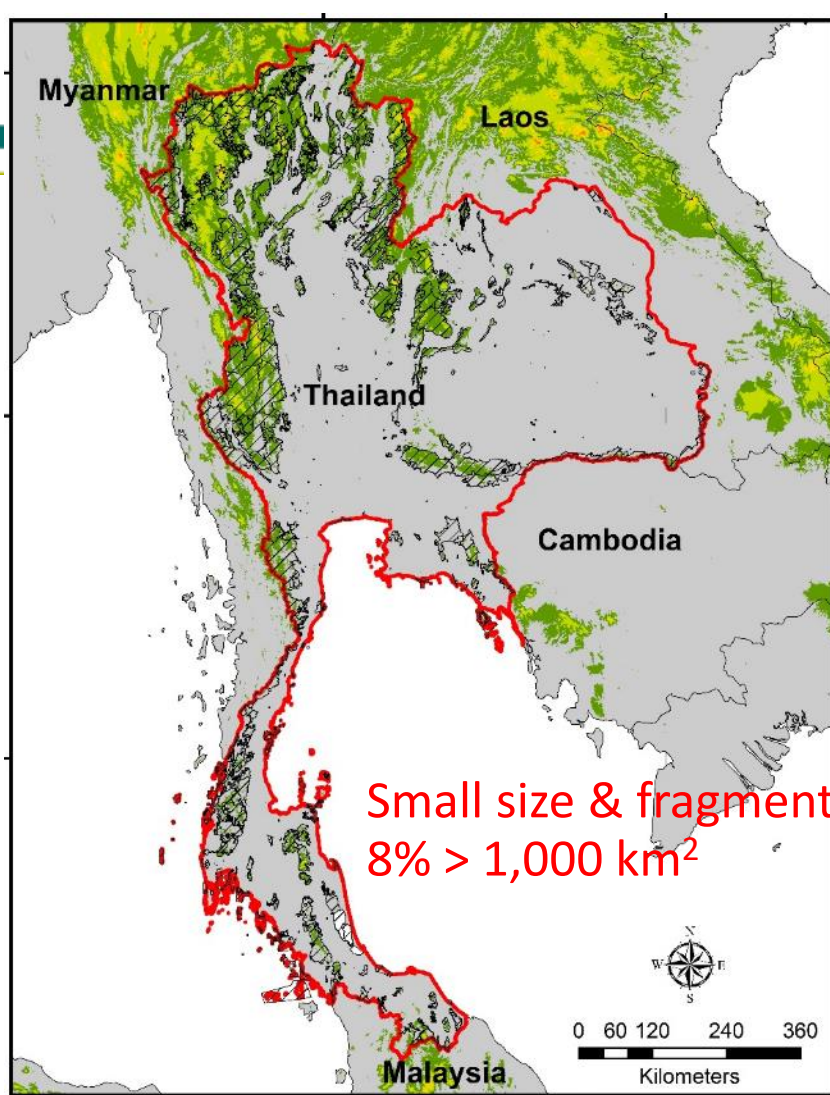 Myanmar
Laos
Thailand
Cambodia
Small size & fragment
8% > 1,000 km²
N
W E
S
0 60 120 240 360
Kilometers
Malaysia